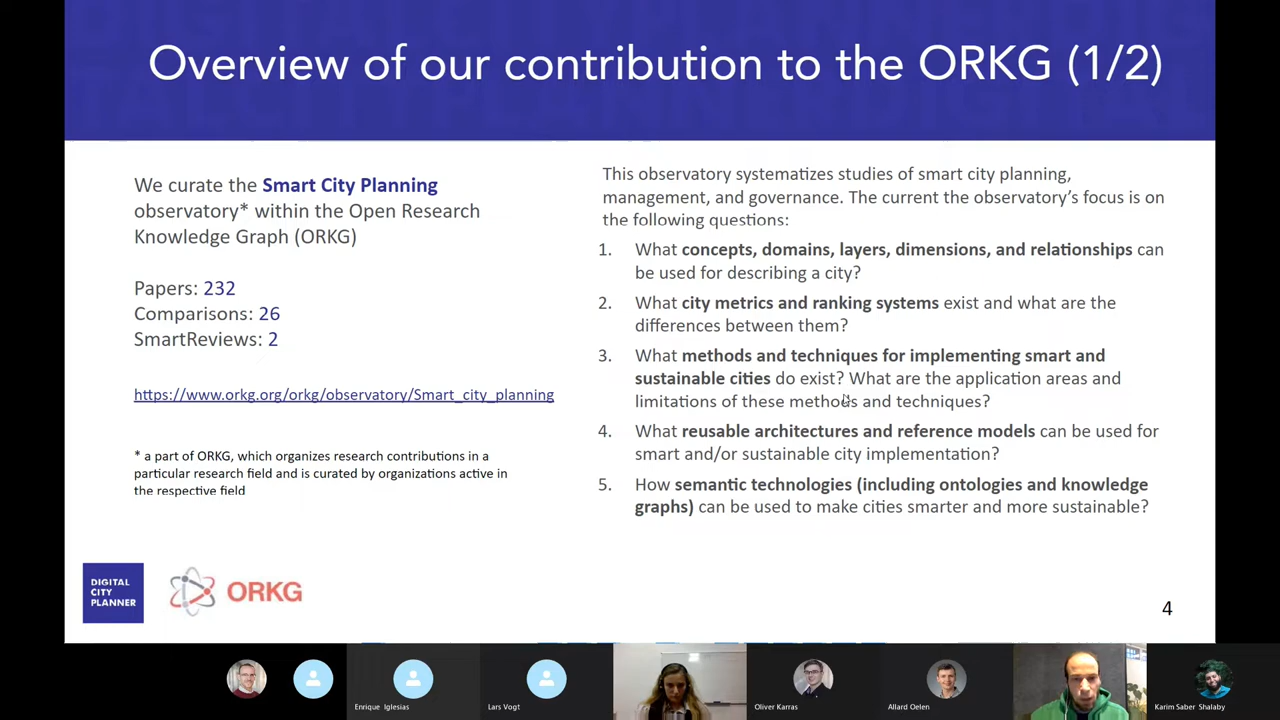 Overview of our contribution to the ORKG (1/2)
We curate the Smart City Planning
observatory* within the Open Research
Knowledge Graph (ORKG)
Papers: 232
Comparisons: 26
SmartReviews: 2
https://www.orkg.org/orkg/observatory/Smart_city_planning
* a part of ORKG, which organizes research contributions in a
particular research field and is curated by organizations active in
the respective field
This observatory systematizes studies of smart city planning,
management, and governance. The current the observatory's focus is on
the following questions:
1. What concepts, domains, layers, dimensions, and relationships can
be used for describing a city?
2. What city metrics and ranking systems exist and what are the
differences between them?
3. What methods and techniques for implementing smart and
sustainable cities do exist? What are the application areas and
limitations of these methods and techniques?
4. What reusable architectures and reference models can be used for
smart and/or sustainable city implementation?
5. How semantic technologies (including ontologies and knowledge
graphs) can be used to make cities smarter and more sustainable?
DIGITAL
CITY
PLANNER
ORKG
4
Enrique Iglesias
Lars Vogt
Oliver Karras
Allard Oelen
Karim Saber Shalaby